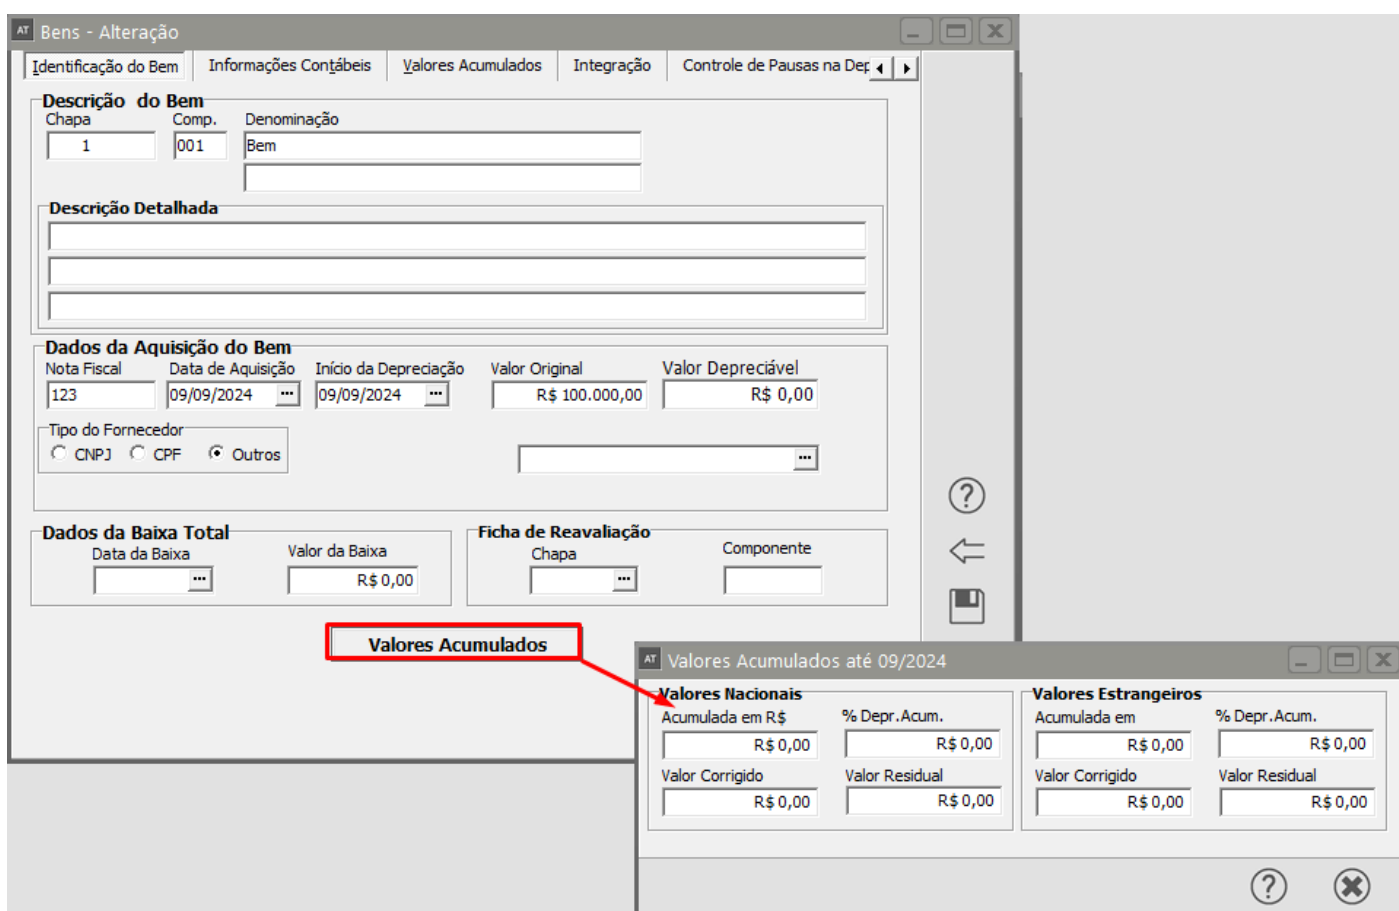 AT Bens - Alteração
Identificação do Bem Informações Contábeis Valores Acumulados Integração Controle de Pausas na Dep
Descrição do Bem
Chapa Comp. Denominação
1 001 Bem
Descrição Detalhada
Dados da Aquisição do Bem
Nota Fiscal Data de Aquisição Início da Depreciação Valor Original Valor Depreciável
123 09/09/2024 ... 09/09/2024 ... R$ 100.000,00 R$ 0,00
Tipo do Fornecedor
CNPJ CPF Outros ...
?
Dados da Baixa Total Ficha de Reavaliação
Data da Baixa Valor da Baixa Chapa Componente
... R$ 0,00 ...
Valores Acumulados
AT Valores Acumulados até 09/2024
Valores Nacionais Valores Estrangeiros
Acumulada em R$ % Depr.Acum. Acumulada em % Depr.Acum.
R$ 0,00 R$ 0,00 R$ 0,00 R$ 0,00
Valor Corrigido Valor Residual Valor Corrigido Valor Residual
R$ 0,00 R$ 0,00 R$ 0,00 R$ 0,00
?